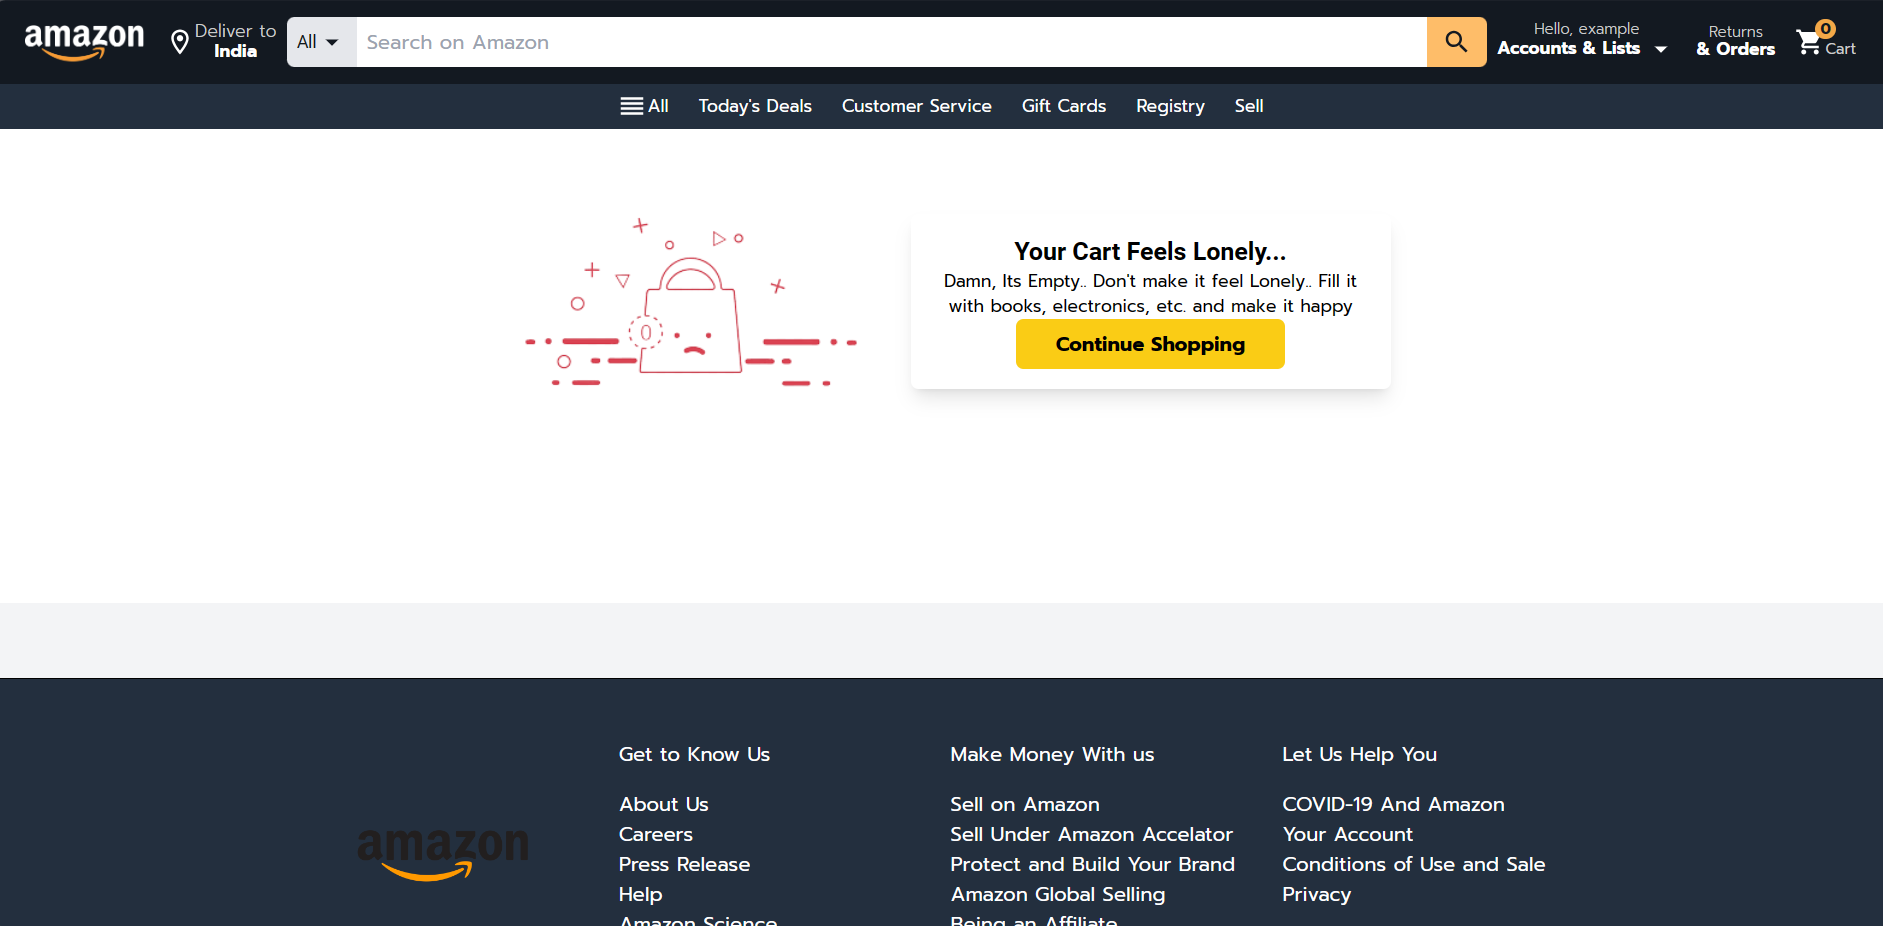 amazon
Deliver to
India
All
Search on Amazon
Hello, example
Accounts & Lists
Returns
& Orders
0
Cart
All Today's Deals Customer Service Gift Cards Registry Sell
0
Your Cart Feels Lonely...
Damn, Its Empty.. Don't make it feel Lonely.. Fill it
with books, electronics, etc. and make it happy
Continue Shopping
amazon
Get to Know Us
About Us
Careers
Press Release
Help
Amazon Science
Make Money With us
Sell on Amazon
Sell Under Amazon Accelator
Protect and Build Your Brand
Amazon Global Selling
Being an Affiliate
Let Us Help You
COVID-19 And Amazon
Your Account
Conditions of Use and Sale
Privacy